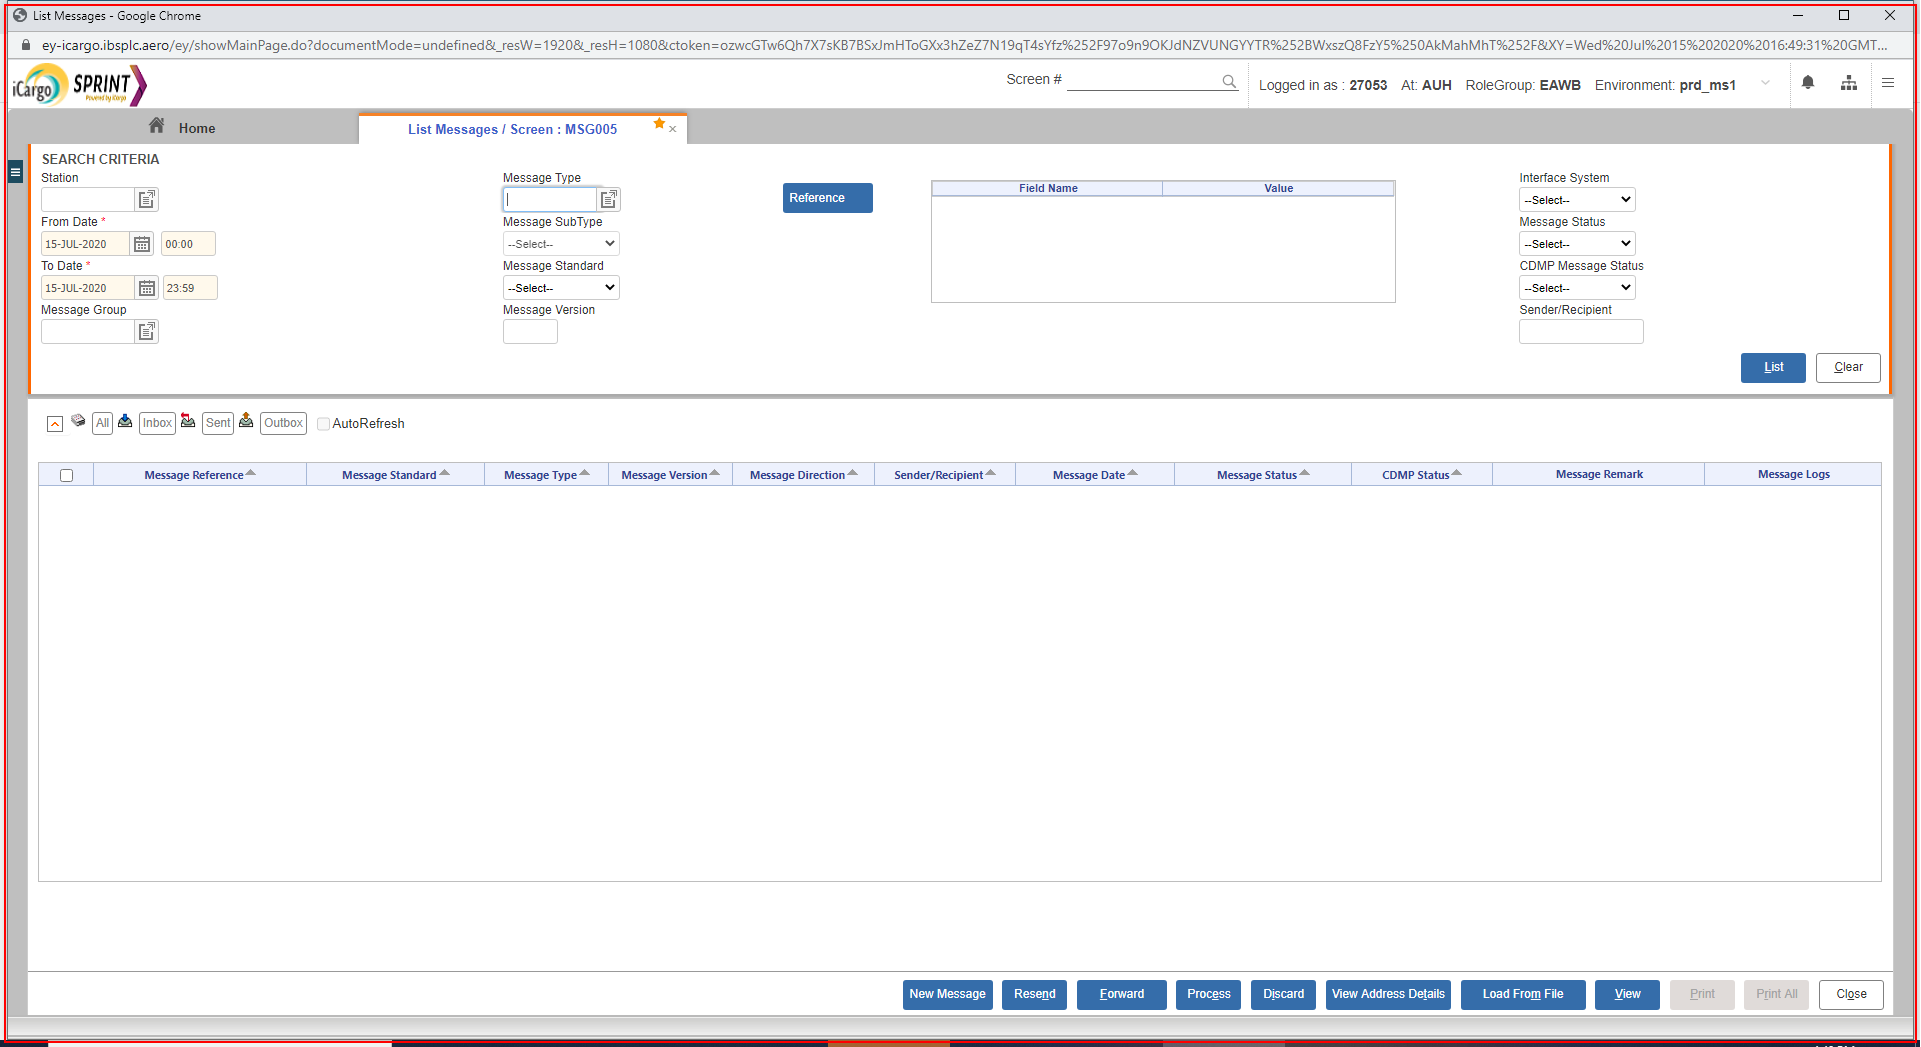 List Messages - Google Chrome
ey-icargo.ibsplc.aero/ey/showMainPage.do?documentMode=undefined&_resW=1920&_resH=1080&ctoken=ozwcGTw6Qh7X7sKB7BSxJmHToGXx3hZeZ7N19qT4sYfz%252F97o9n9OKJdNZVUNGYYTR%252BWxszQ8FzY5%250AkMahMhT%252F&XY=Wed%20Jul%2015%202020%2016:49:31%20GMT...
iCargo SPRINT
Powered by iCargo
Screen #
Logged in as : 27053 At: AUH RoleGroup: EAWB Environment: prd_ms1
Home
List Messages / Screen : MSG005
SEARCH CRITERIA
Station
Message Type
Reference
Field Name Value
Interface System
--Select--
From Date *
Message SubType
Message Status
15-JUL-2020 00:00
--Select--
--Select--
To Date *
Message Standard
CDMP Message Status
15-JUL-2020 23:59
--Select--
--Select--
Message Group
Message Version
Sender/Recipient
List Clear
All Inbox Sent Outbox AutoRefresh
Message Reference Message Standard Message Type Message Version Message Direction Sender/Recipient Message Date Message Status CDMP Status Message Remark Message Logs
New Message Resend Forward Process Discard View Address Details Load From File View Print Print All Close